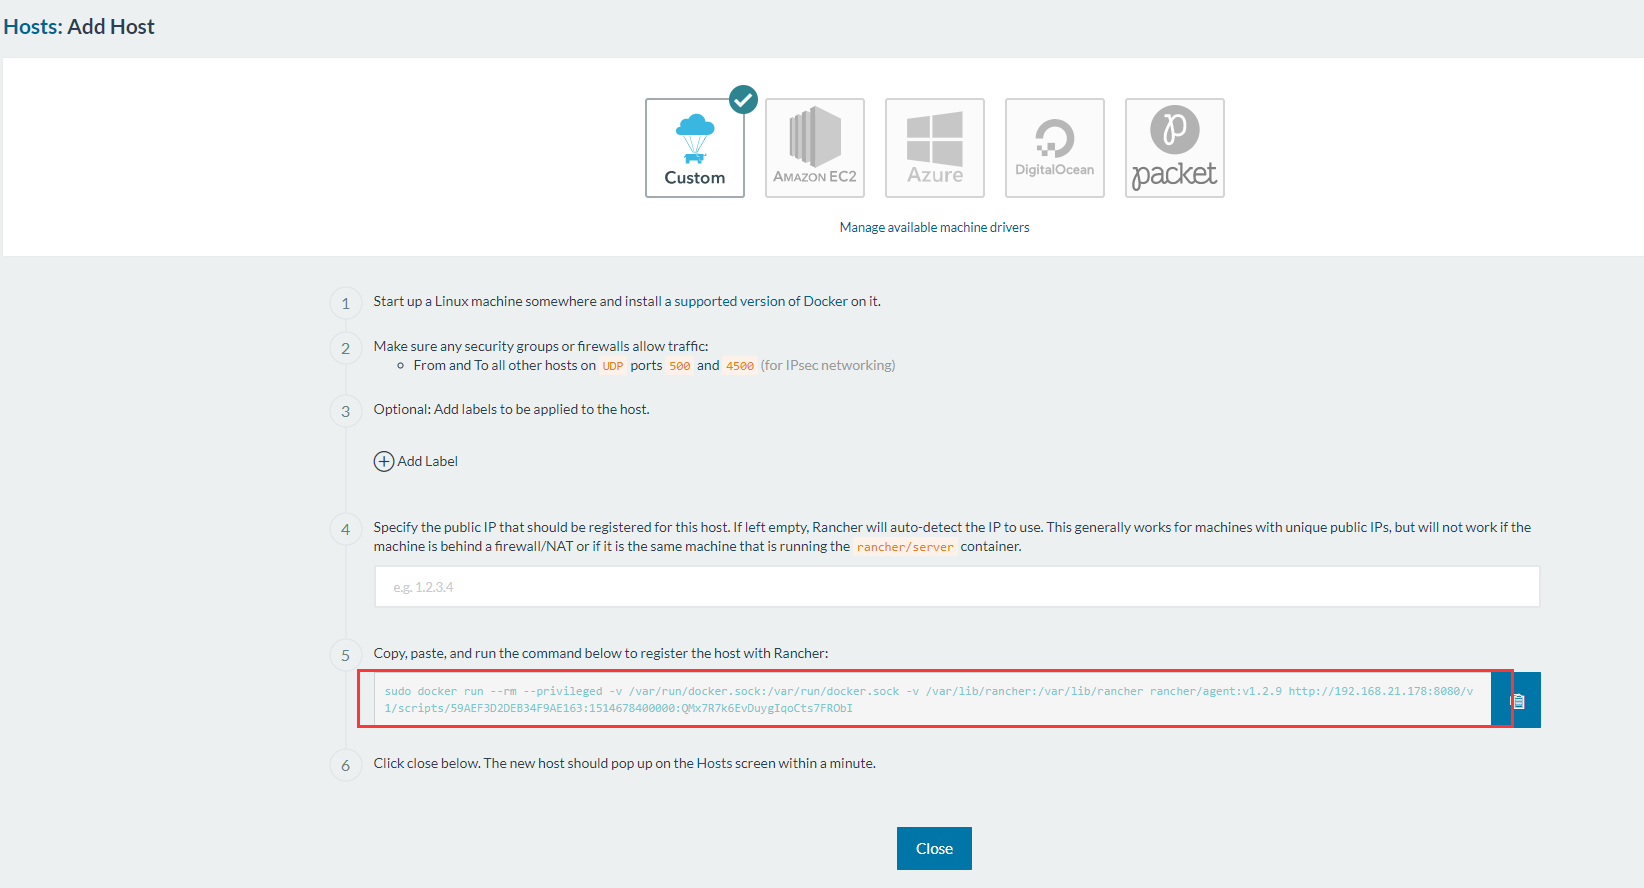 Hosts: Add Host
Custom
AMAZON EC2
Azure
DigitalOcean
packet
Manage available machine drivers
1
Start up a Linux machine somewhere and install a supported version of Docker on it.
2
Make sure any security groups or firewalls allow traffic:
From and To all other hosts on UDP ports 500 and 4500 (for IPsec networking)
3
Optional: Add labels to be applied to the host.
Add Label
4
Specify the public IP that should be registered for this host. If left empty, Rancher will auto-detect the IP to use. This generally works for machines with unique public IPs, but will not work if the
machine is behind a firewall/NAT or if it is the same machine that is running the rancher/server container.
e.g. 1.2.3.4
5
Copy, paste, and run the command below to register the host with Rancher:
sudo docker run --rm --privileged -v /var/run/docker.sock:/var/run/docker.sock -v /var/lib/rancher:/var/lib/rancher rancher/agent:v1.2.9 http://192.168.21.178:8080/v
1/scripts/59AEF3D2DEB34F9AE163:1514678400000:QMx7R7k6EvDuygIqoCts7FRObI
6
Click close below. The new host should pop up on the Hosts screen within a minute.
Close